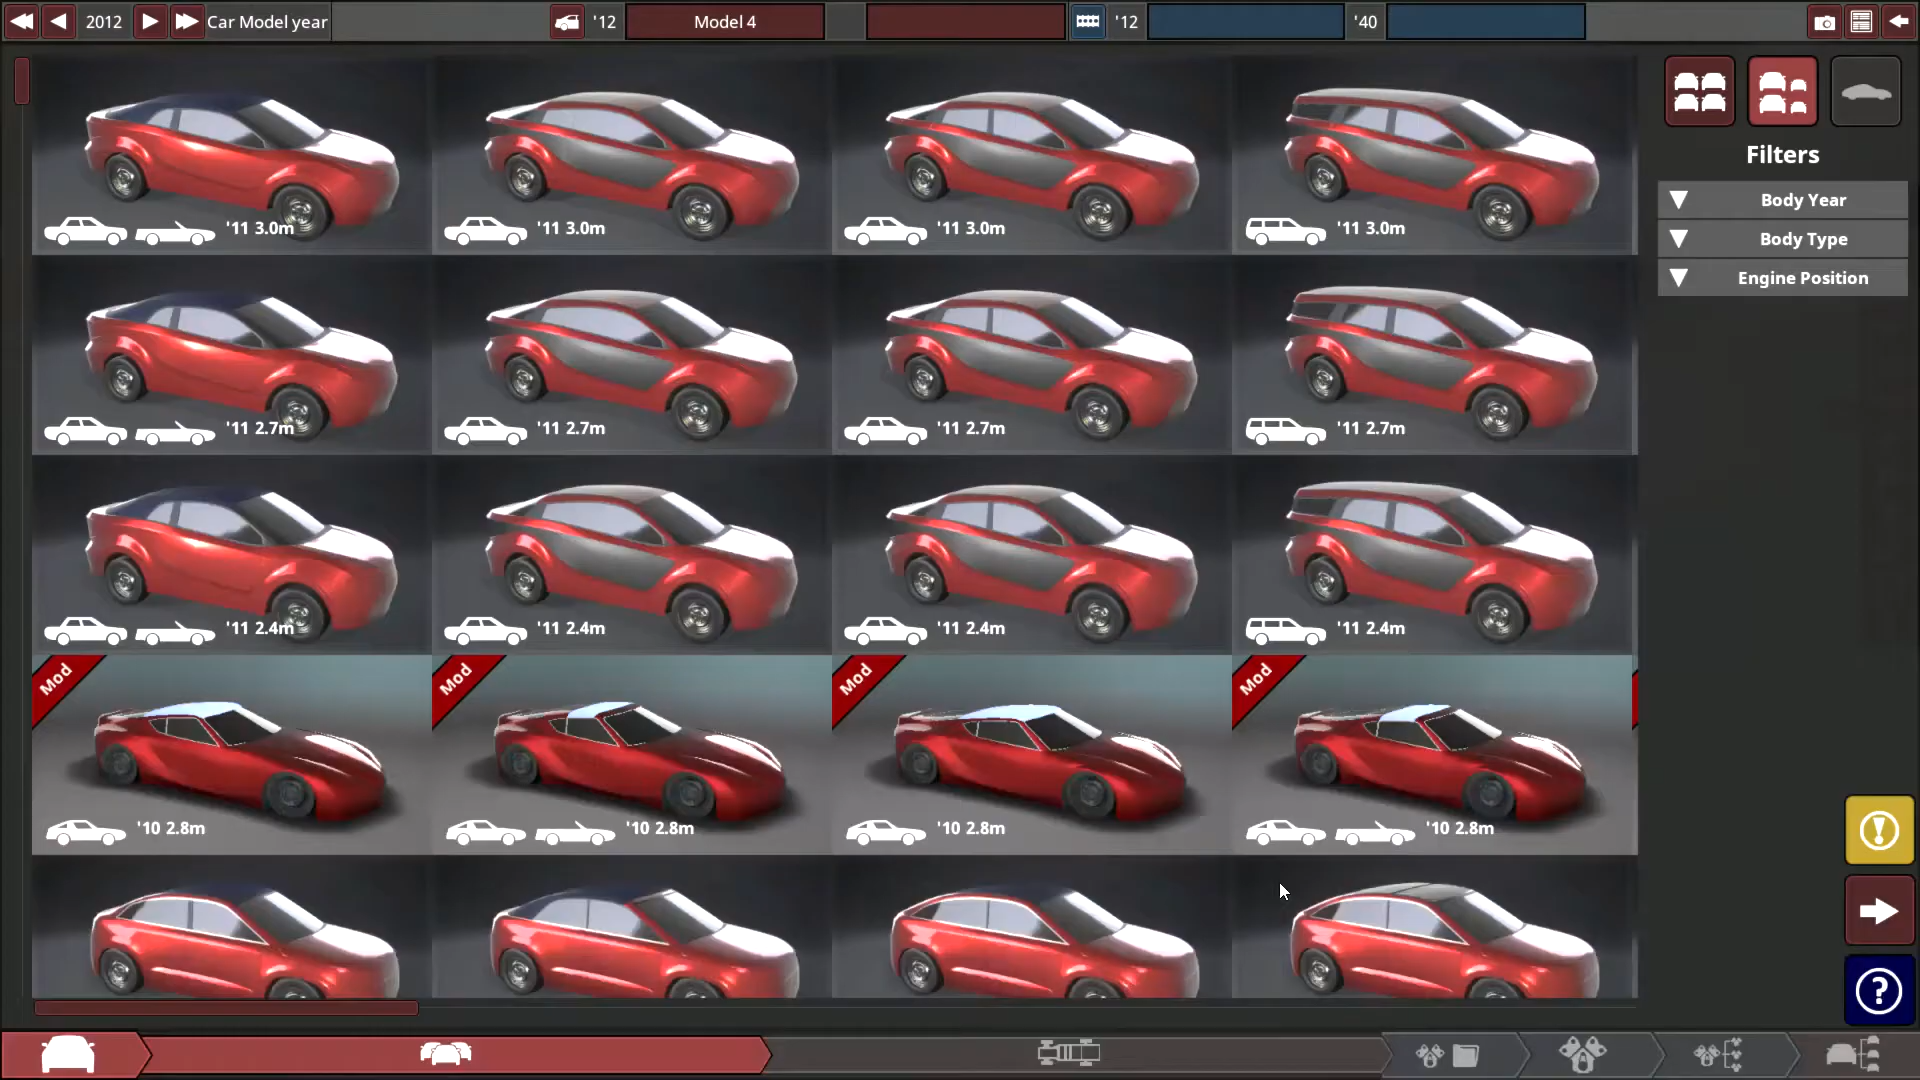 2012 Car Model year '12 Model 4 '12 '40
Filters
Body Year
Body Type
Engine Position
'11 3.0m '11 3.0m '11 3.0m '11 3.0m
'11 2.7m '11 2.7m '11 2.7m '11 2.7m
'11 2.4m '11 2.4m '11 2.4m '11 2.4m
Mod Mod Mod Mod
'10 2.8m '10 2.8m '10 2.8m '10 2.8m